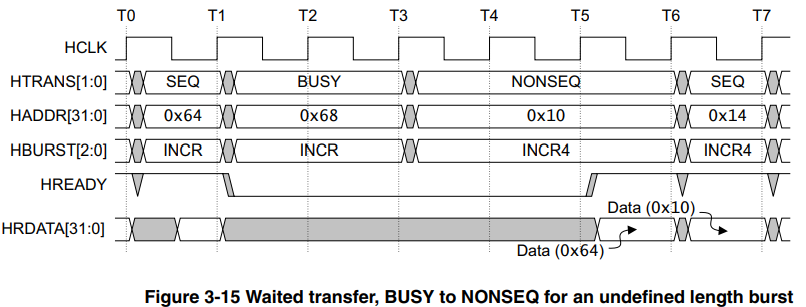 T0 T1 T2 T3 T4 T5 T6 T7
HCLK
HTRANS[1:0] SEQ BUSY NONSEQ SEQ
HADDR[31:0] 0x64 0x68 0x10 0x14
HBURST[2:0] INCR INCR INCR4 INCR4
HREADY
Data (0x10)
HRDATA[31:0]
Data (0x64)
Figure 3-15 Waited transfer, BUSY to NONSEQ for an undefined length burst